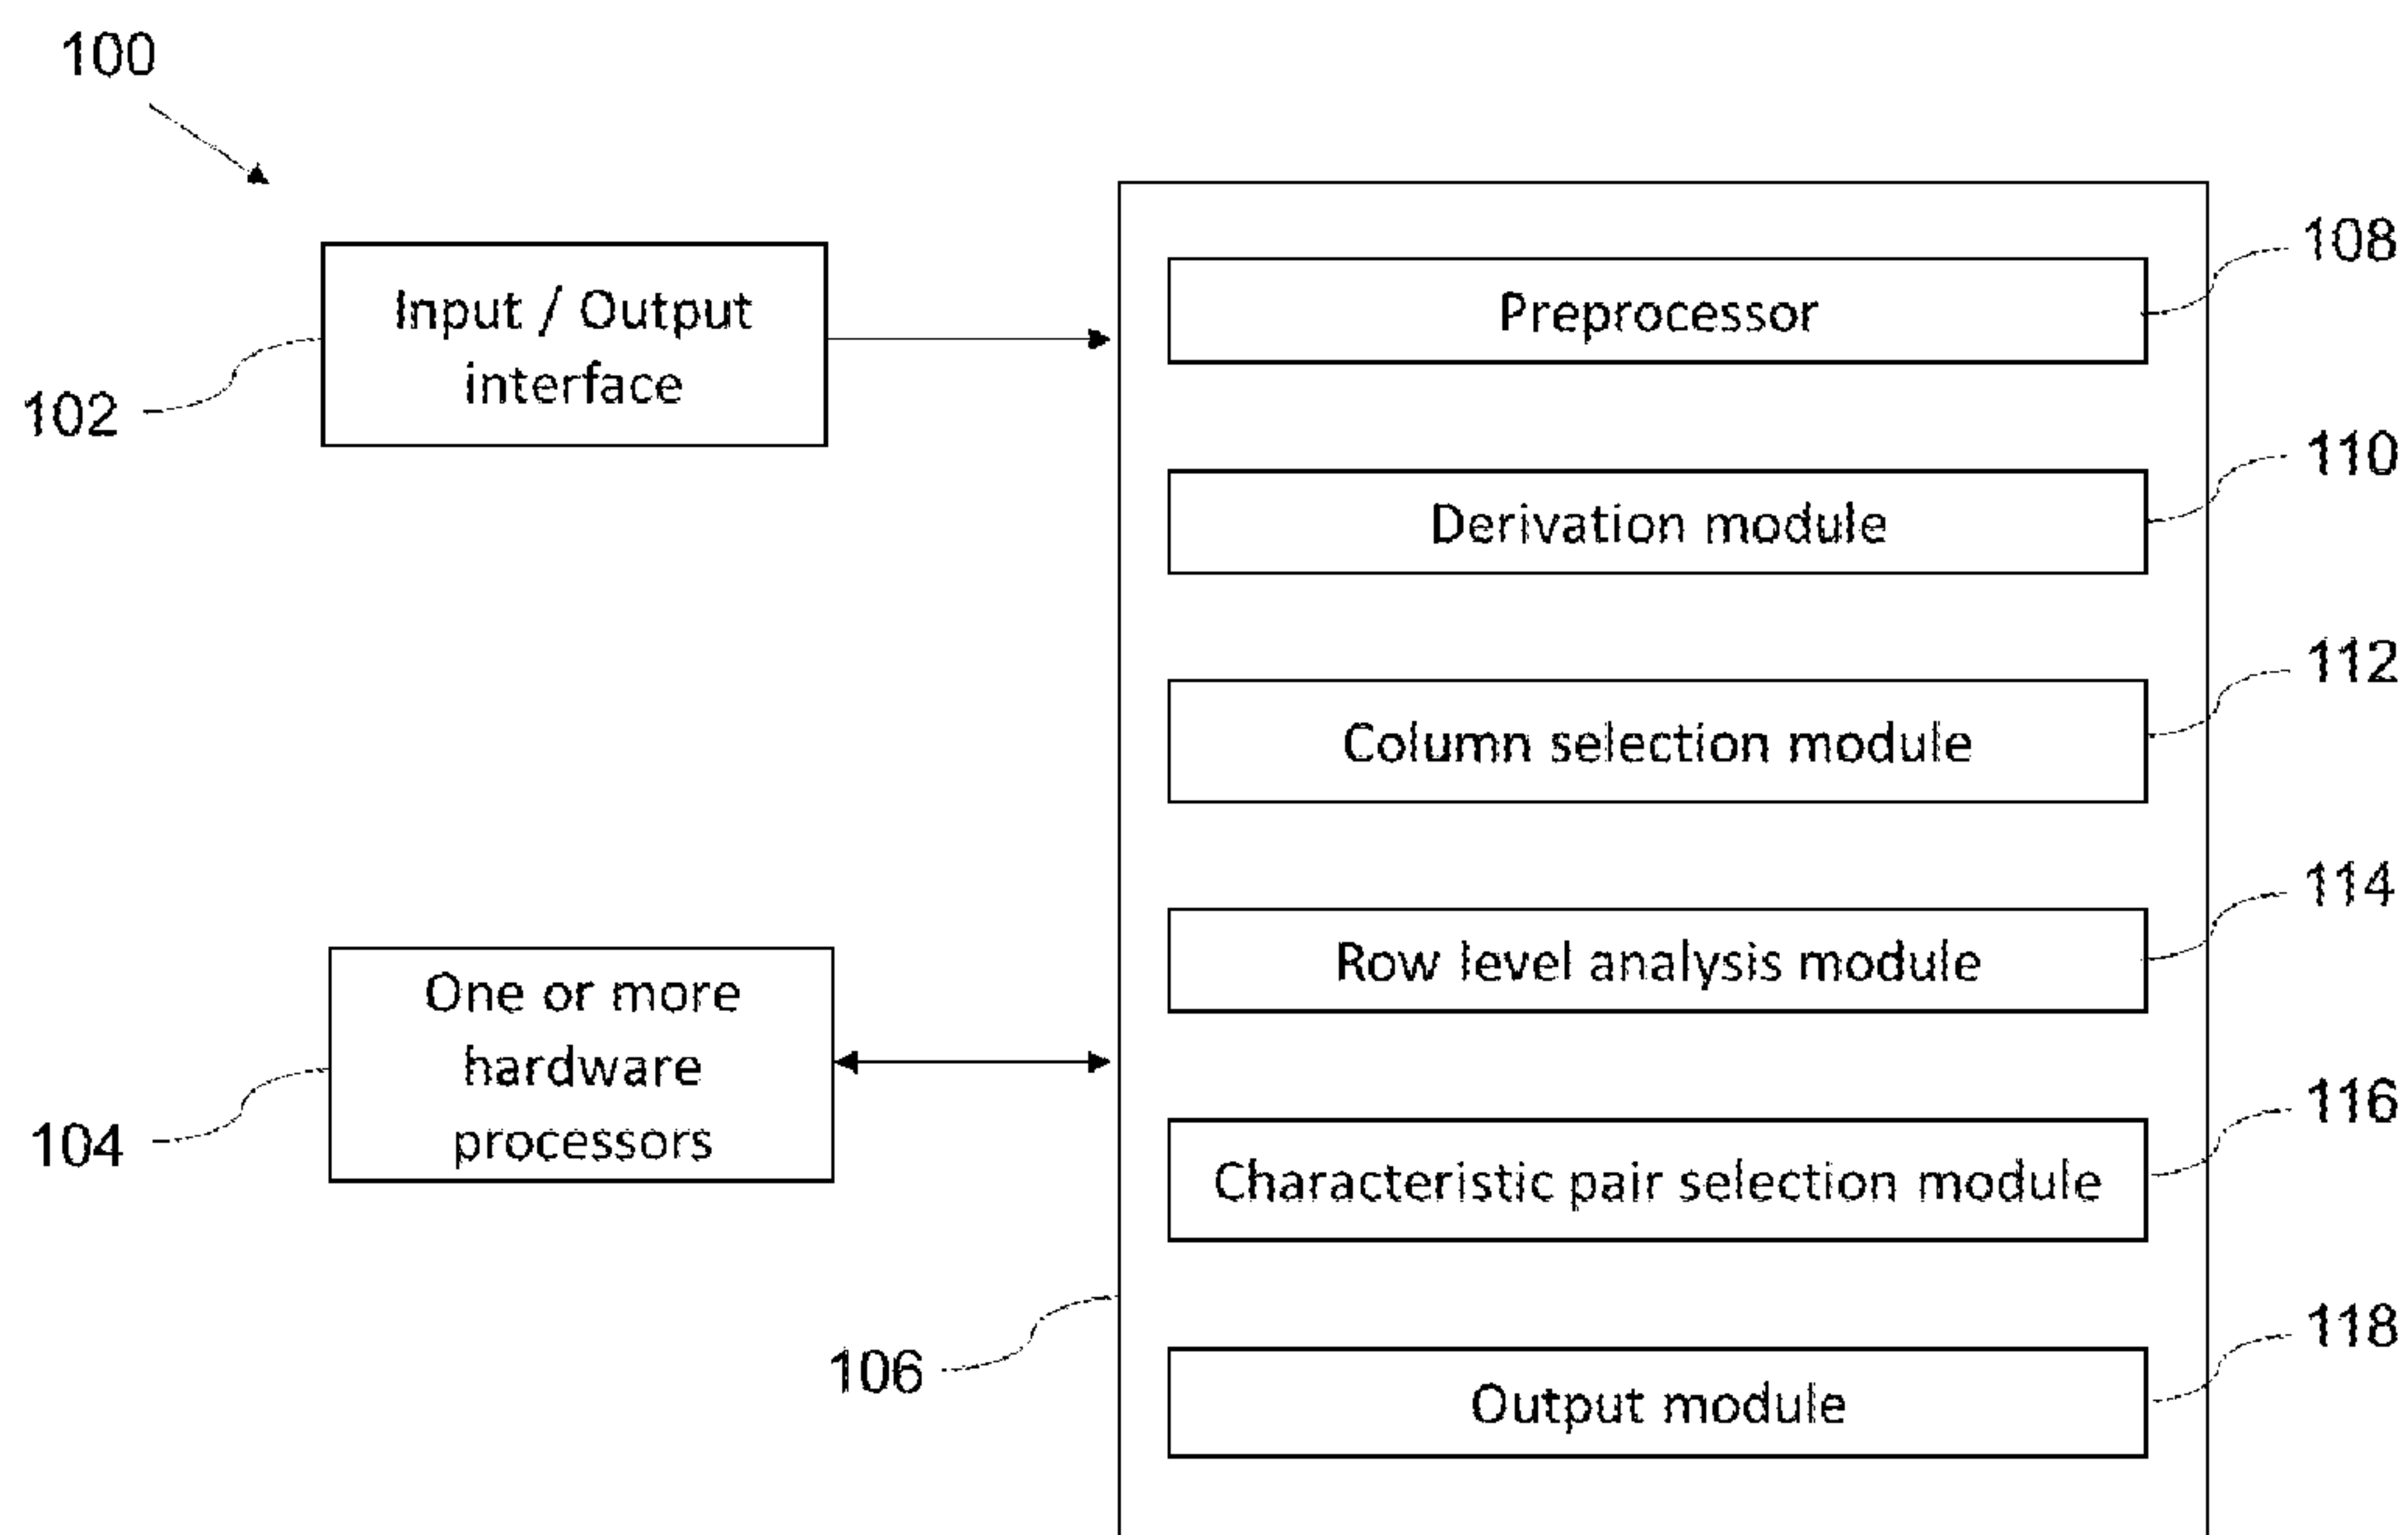 100
Input / Output
interface
102
One or more
hardware
processors
104
106
Preprocessor
108
Derivation module
110
Column selection module
112
Row level analysis module
114
Characteristic pair selection module
116
Output module
118